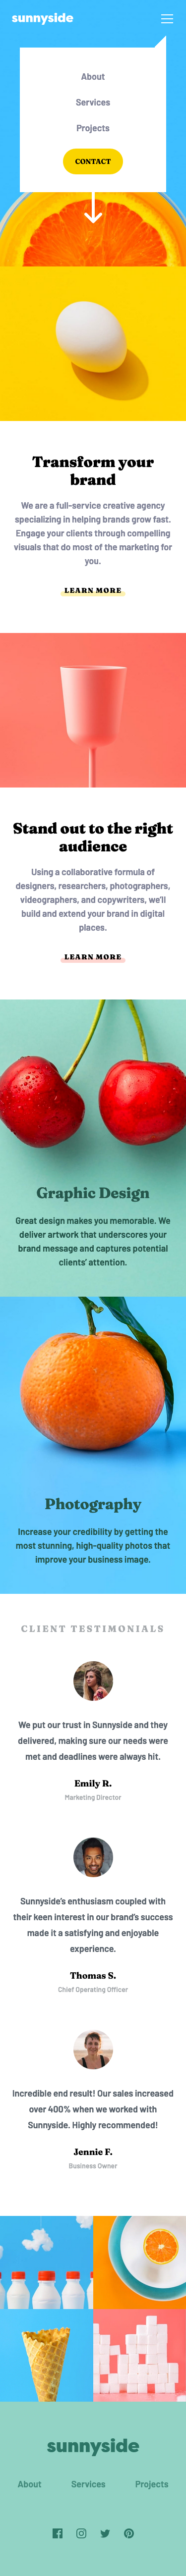 sunnyside
About
Services
Projects
CONTACT
Transform your
brand
We are a full-service creative agency
specializing in helping brands grow fast.
Engage your clients through compelling
visuals that do most of the marketing for
you.
LEARN MORE
Stand out to the right
audience
Using a collaborative formula of
designers, researchers, photographers,
videographers, and copywriters, we'll
build and extend your brand in digital
places.
LEARN MORE
Graphic Design
Great design makes you memorable. We
deliver artwork that underscores your
brand message and captures potential
clients' attention.
Photography
Increase your credibility by getting the
most stunning, high-quality photos that
improve your business image.
CLIENT TESTIMONIALS
We put our trust in Sunnyside and they
delivered, making sure our needs were
met and deadlines were always hit.
Emily R.
Marketing Director
Sunnyside's enthusiasm coupled with
their keen interest in our brand's success
made it a satisfying and enjoyable
experience.
Thomas S.
Chief Operating Officer
Incredible end result! Our sales increased
over 400% when we worked with
Sunnyside. Highly recommended!
Jennie F.
Business Owner
sunnyside
About Services Projects